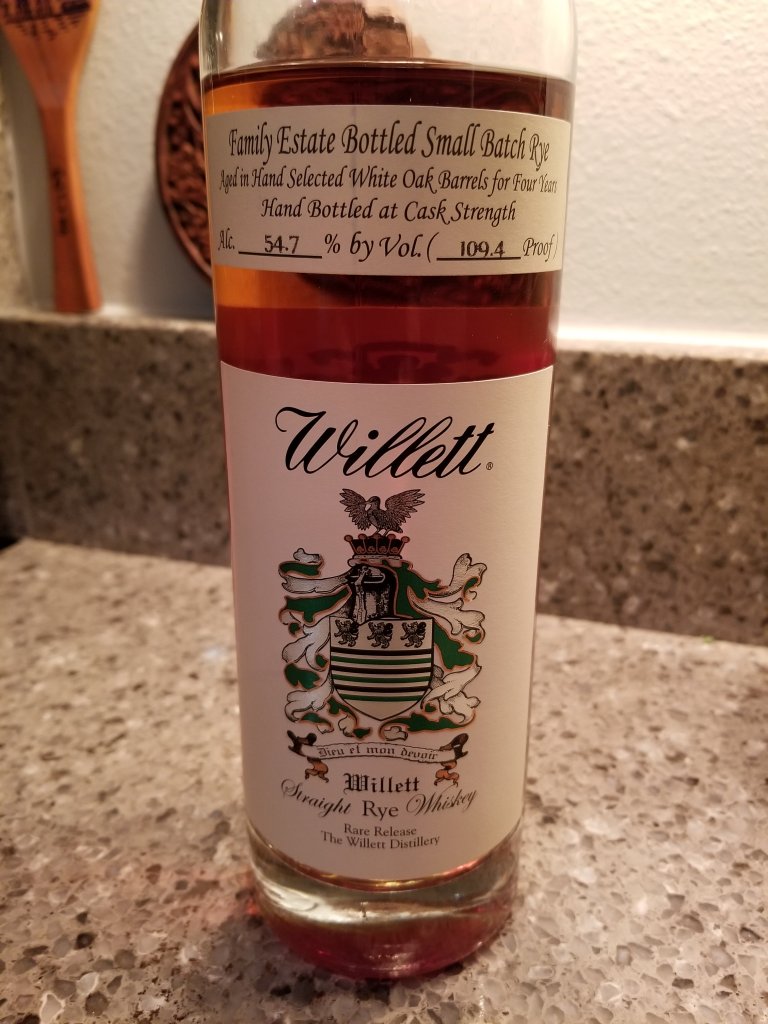 Family Estate Bottled Small Batch Rye
Aged in Hand Selected White Oak Barrels for Four Years
Hand Bottled at Cask Strength
Alc. 54.7 % by Vol. ( 109.4 Proof )
Willett ®
Dieu et mon devoir
Willett
Straight Rye Whiskey
Rare Release
The Willett Distillery